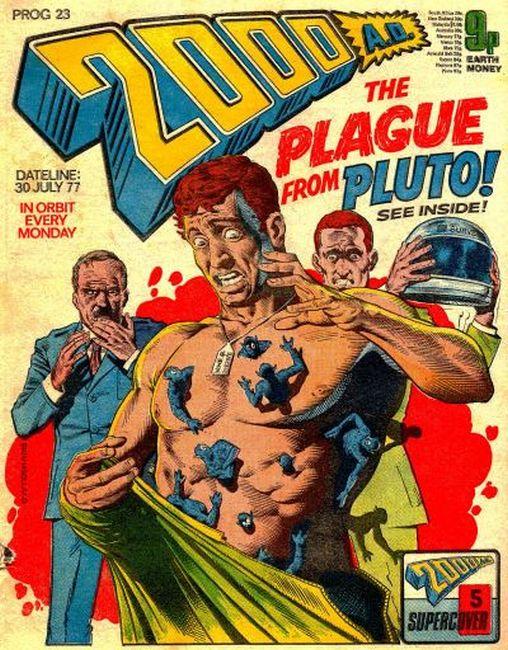 PROG 23
2000
A.D.
9p
EARTH
MONEY
THE
PLAGUE
FROM PLUTO!
SEE INSIDE!
DATELINE:
30 JULY 77
IN ORBIT
EVERY
MONDAY
2000 A.D.
5
SUPERCOVER